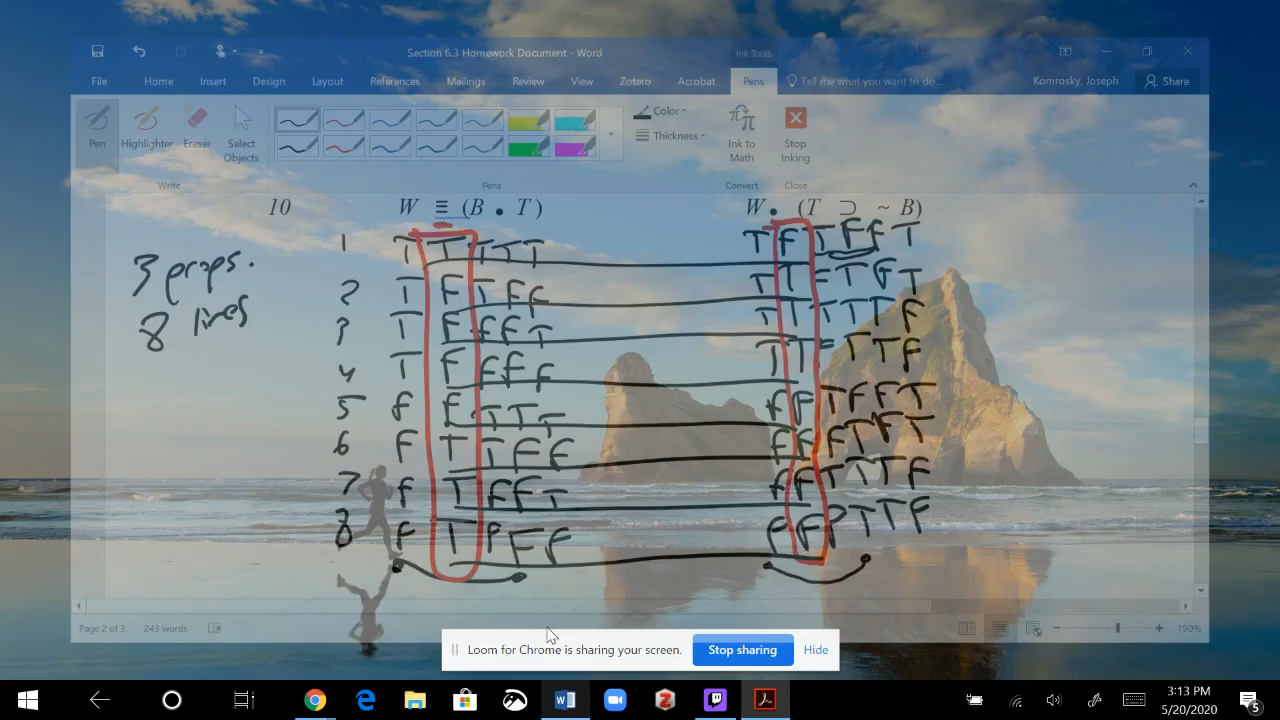 Section 6.3 Homework Document - Word
Ink Tools
File Home Insert Design Layout References Mailings Review View Zotero Acrobat Pens Tell me what you want to do... Komrosky, Joseph Share
Pen Highlighter Eraser Select Objects
Color
Thickness
Ink to Math
Stop Inking
Write Pens Convert Close
10 W ≡ (B • T) W • (T ⊃ ~ B)
3 props.
8 lines
1 T T T T T T F T F F T
2 T F T F F T T F T F T
3 T F F F T T T T T T F
4 T F F F F T T F T T F
5 F F T T T F F T F F T
6 F T T F F F F F T F T
7 F T F F T F F T T T F
8 F T F F F F F F T T F
Page 2 of 3 243 words 190%
Loom for Chrome is sharing your screen. Stop sharing Hide
:13 PM
5/20/2020
5